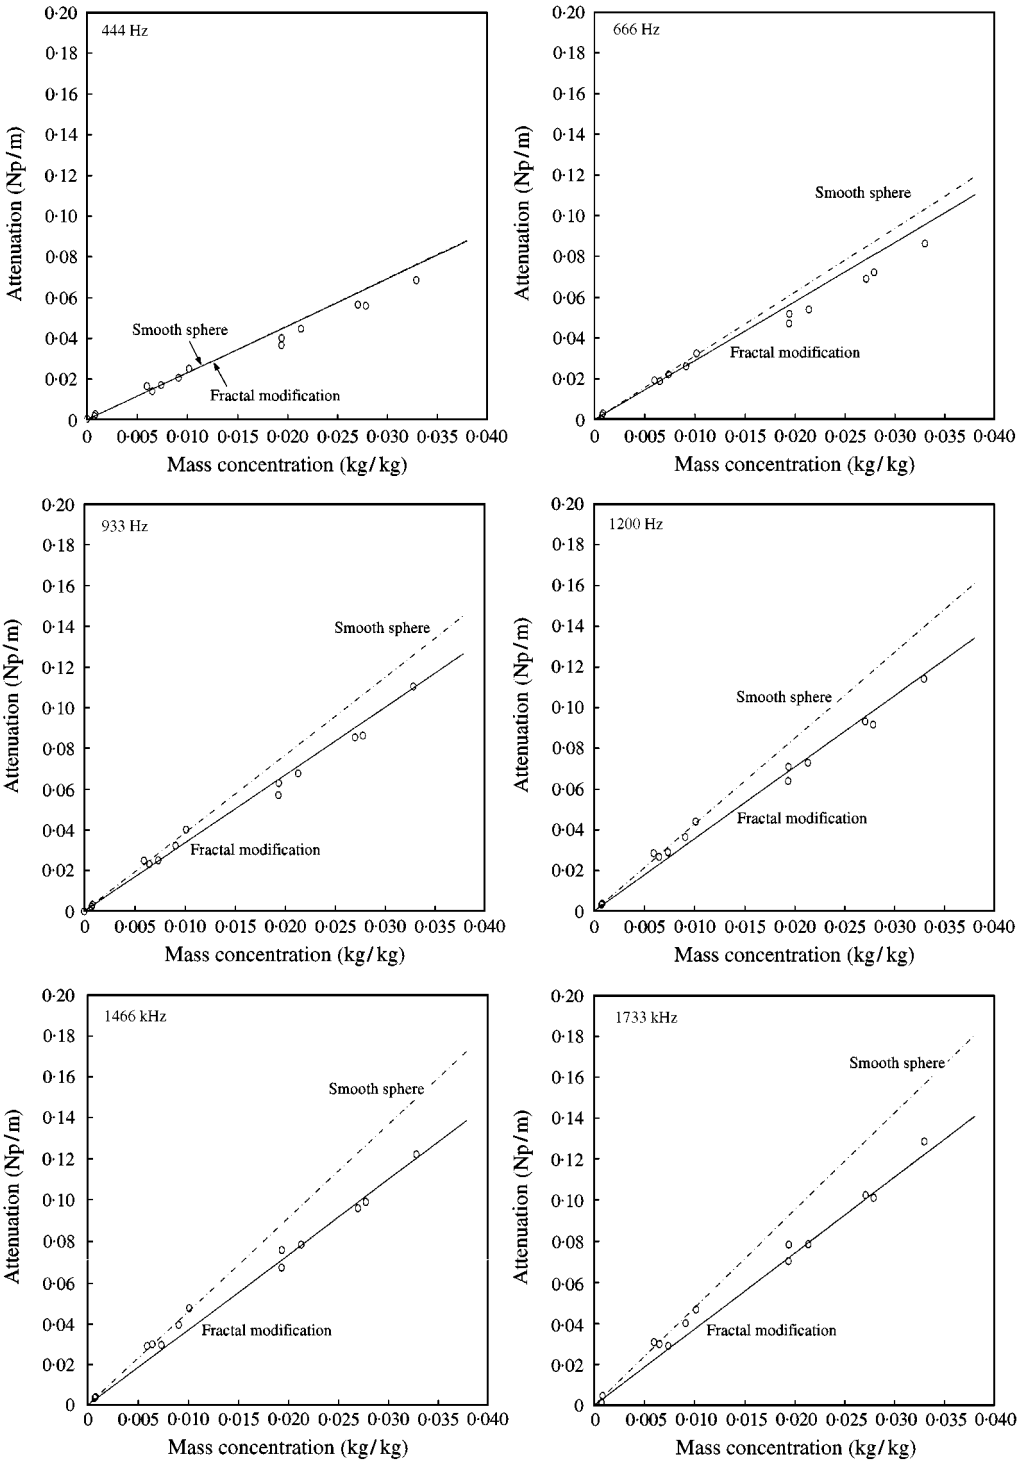 0·20
444 Hz
0·18
0·16
0·14
0·12
0·10
0·08
0·06
0·04
0·02
0
Attenuation (Np/m)
Smooth sphere
Fractal modification
0 0·005 0·010 0·015 0·020 0·025 0·030 0·035 0·040
Mass concentration (kg/kg)
0·20
666 Hz
0·18
0·16
0·14
0·12
0·10
0·08
0·06
0·04
0·02
0
Attenuation (Np/m)
Smooth sphere
Fractal modification
0 0·005 0·010 0·015 0·020 0·025 0·030 0·035 0·040
Mass concentration (kg/kg)
0·20
933 Hz
0·18
0·16
0·14
0·12
0·10
0·08
0·06
0·04
0·02
0
Attenuation (Np/m)
Smooth sphere
Fractal modification
0 0·005 0·010 0·015 0·020 0·025 0·030 0·035 0·040
Mass concentration (kg/kg)
0·20
1200 Hz
0·18
0·16
0·14
0·12
0·10
0·08
0·06
0·04
0·02
0
Attenuation (Np/m)
Smooth sphere
Fractal modification
0 0·005 0·010 0·015 0·020 0·025 0·030 0·035 0·040
Mass concentration (kg/kg)
0·20
1466 kHz
0·18
0·16
0·14
0·12
0·10
0·08
0·06
0·04
0·02
0
Attenuation (Np/m)
Smooth sphere
Fractal modification
0 0·005 0·010 0·015 0·020 0·025 0·030 0·035 0·040
Mass concentration (kg/kg)
0·20
1733 kHz
0·18
0·16
0·14
0·12
0·10
0·08
0·06
0·04
0·02
0
Attenuation (Np/m)
Smooth sphere
Fractal modification
0 0·005 0·010 0·015 0·020 0·025 0·030 0·035 0·040
Mass concentration (kg/kg)